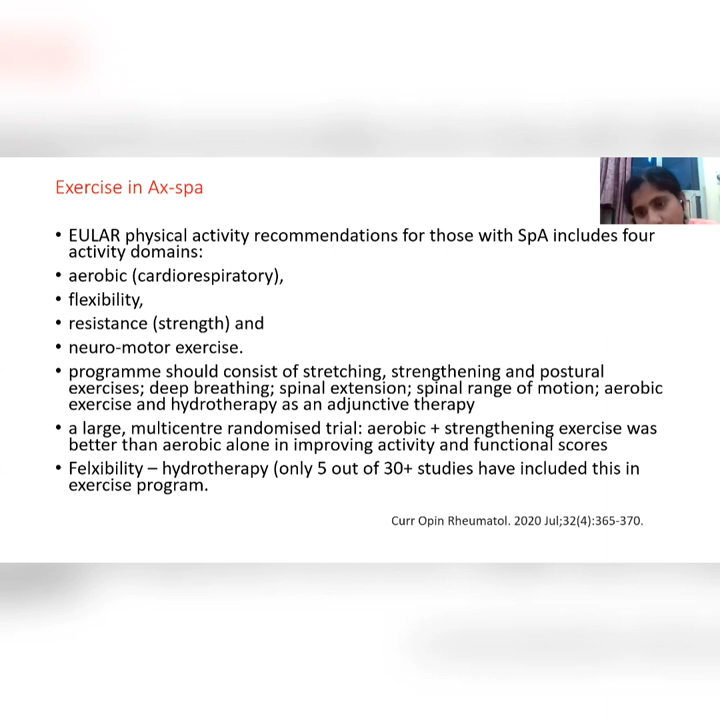 Exercise in Ax-spa
• EULAR physical activity recommendations for those with SpA includes four
activity domains:
• aerobic (cardiorespiratory),
• flexibility,
• resistance (strength) and
• neuro-motor exercise.
• programme should consist of stretching, strengthening and postural
exercises; deep breathing; spinal extension; spinal range of motion; aerobic
exercise and hydrotherapy as an adjunctive therapy
• a large, multicentre randomised trial: aerobic + strengthening exercise was
better than aerobic alone in improving activity and functional scores
• Felxibility – hydrotherapy (only 5 out of 30+ studies have included this in
exercise program.
Curr Opin Rheumatol. 2020 Jul;32(4):365-370.